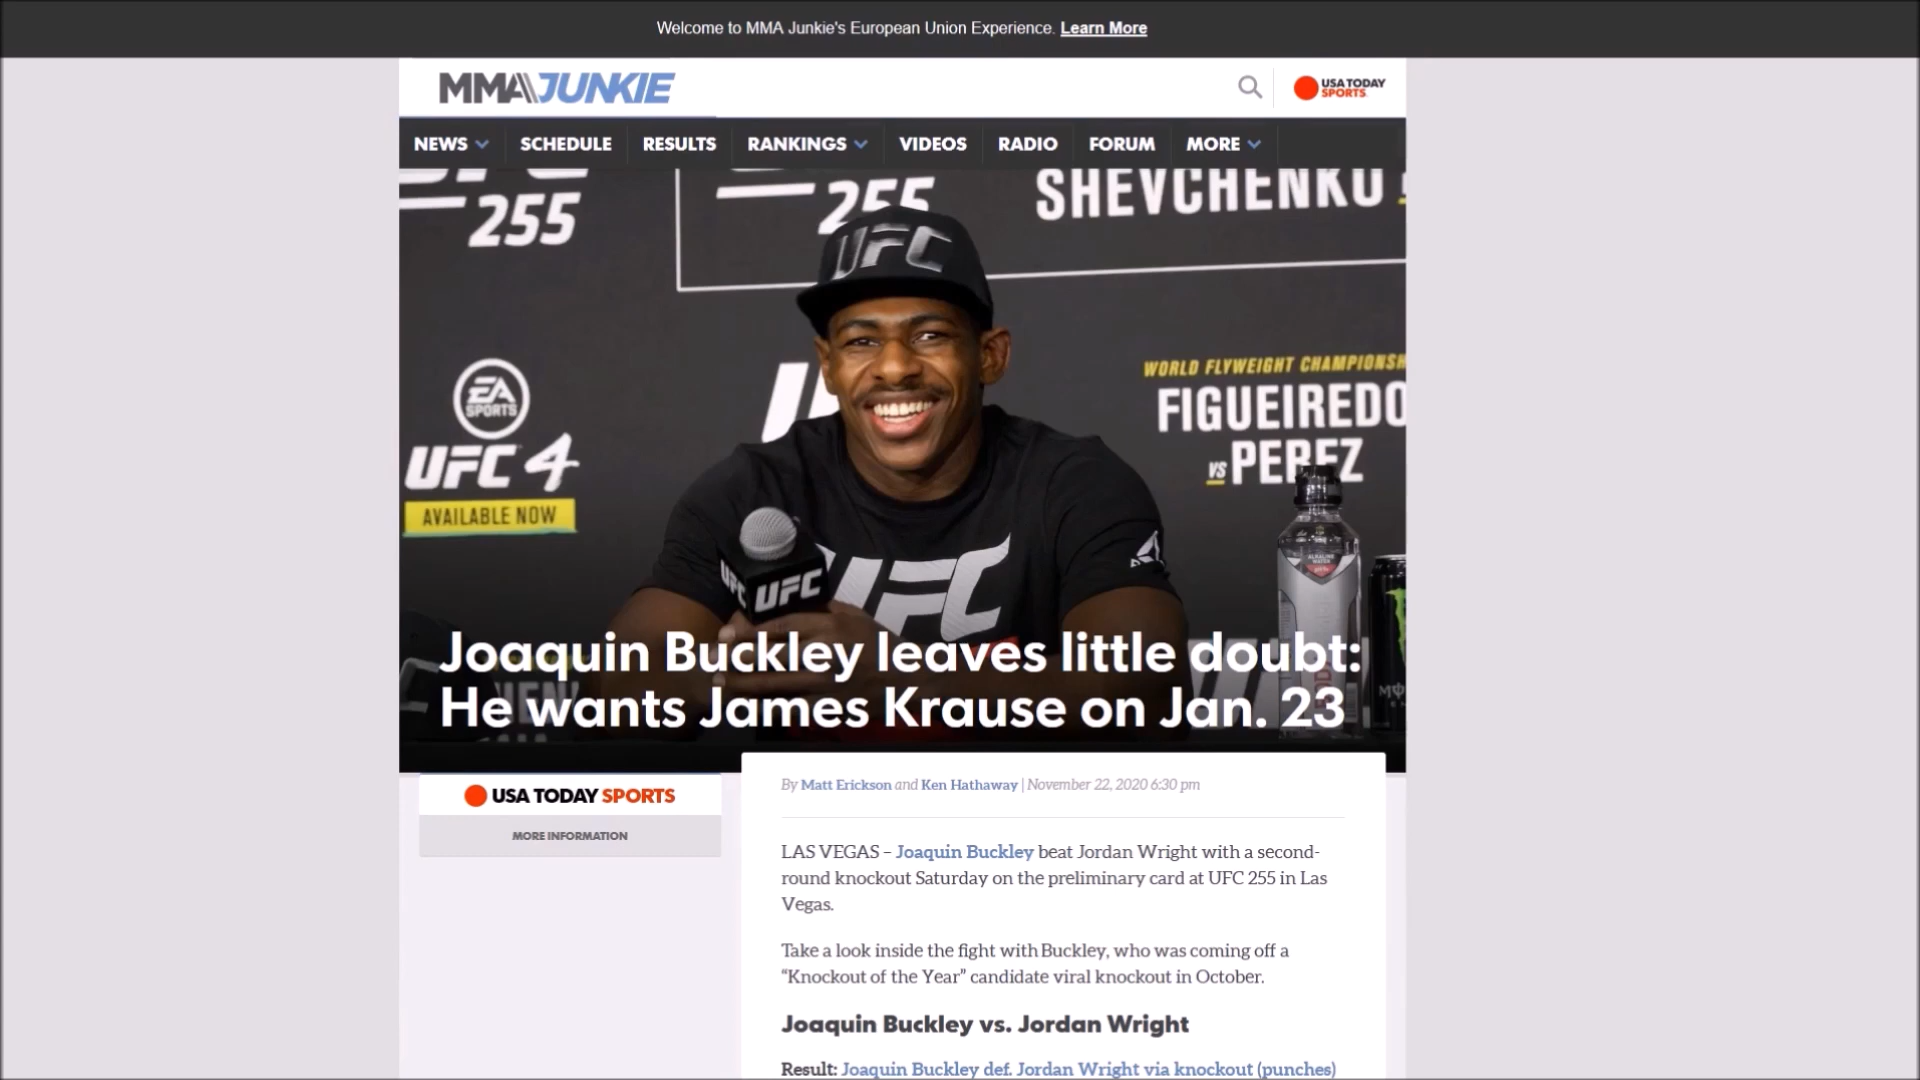 Welcome to MMA Junkie's European Union Experience. Learn More
MMA JUNKIE
USA TODAY
SPORTS
NEWS SCHEDULE RESULTS RANKINGS VIDEOS RADIO FORUM MORE
255
255
SHEVCHENKO
UFC
EA
SPORTS
UFC 4
AVAILABLE NOW
WORLD FLYWEIGHT CHAMPIONSH
FIGUEIREDO
VS PEREZ
ALKALINE
WATER
UFC
UFC
UFC
Joaquin Buckley leaves little doubt:
He wants James Krause on Jan. 23
USA TODAY SPORTS
MORE INFORMATION
By Matt Erickson and Ken Hathaway | November 22, 2020 6:30 pm
LAS VEGAS – Joaquin Buckley beat Jordan Wright with a second-
round knockout Saturday on the preliminary card at UFC 255 in Las
Vegas.
Take a look inside the fight with Buckley, who was coming off a
“Knockout of the Year” candidate viral knockout in October.
Joaquin Buckley vs. Jordan Wright
Result: Joaquin Buckley def. Jordan Wright via knockout (punches)